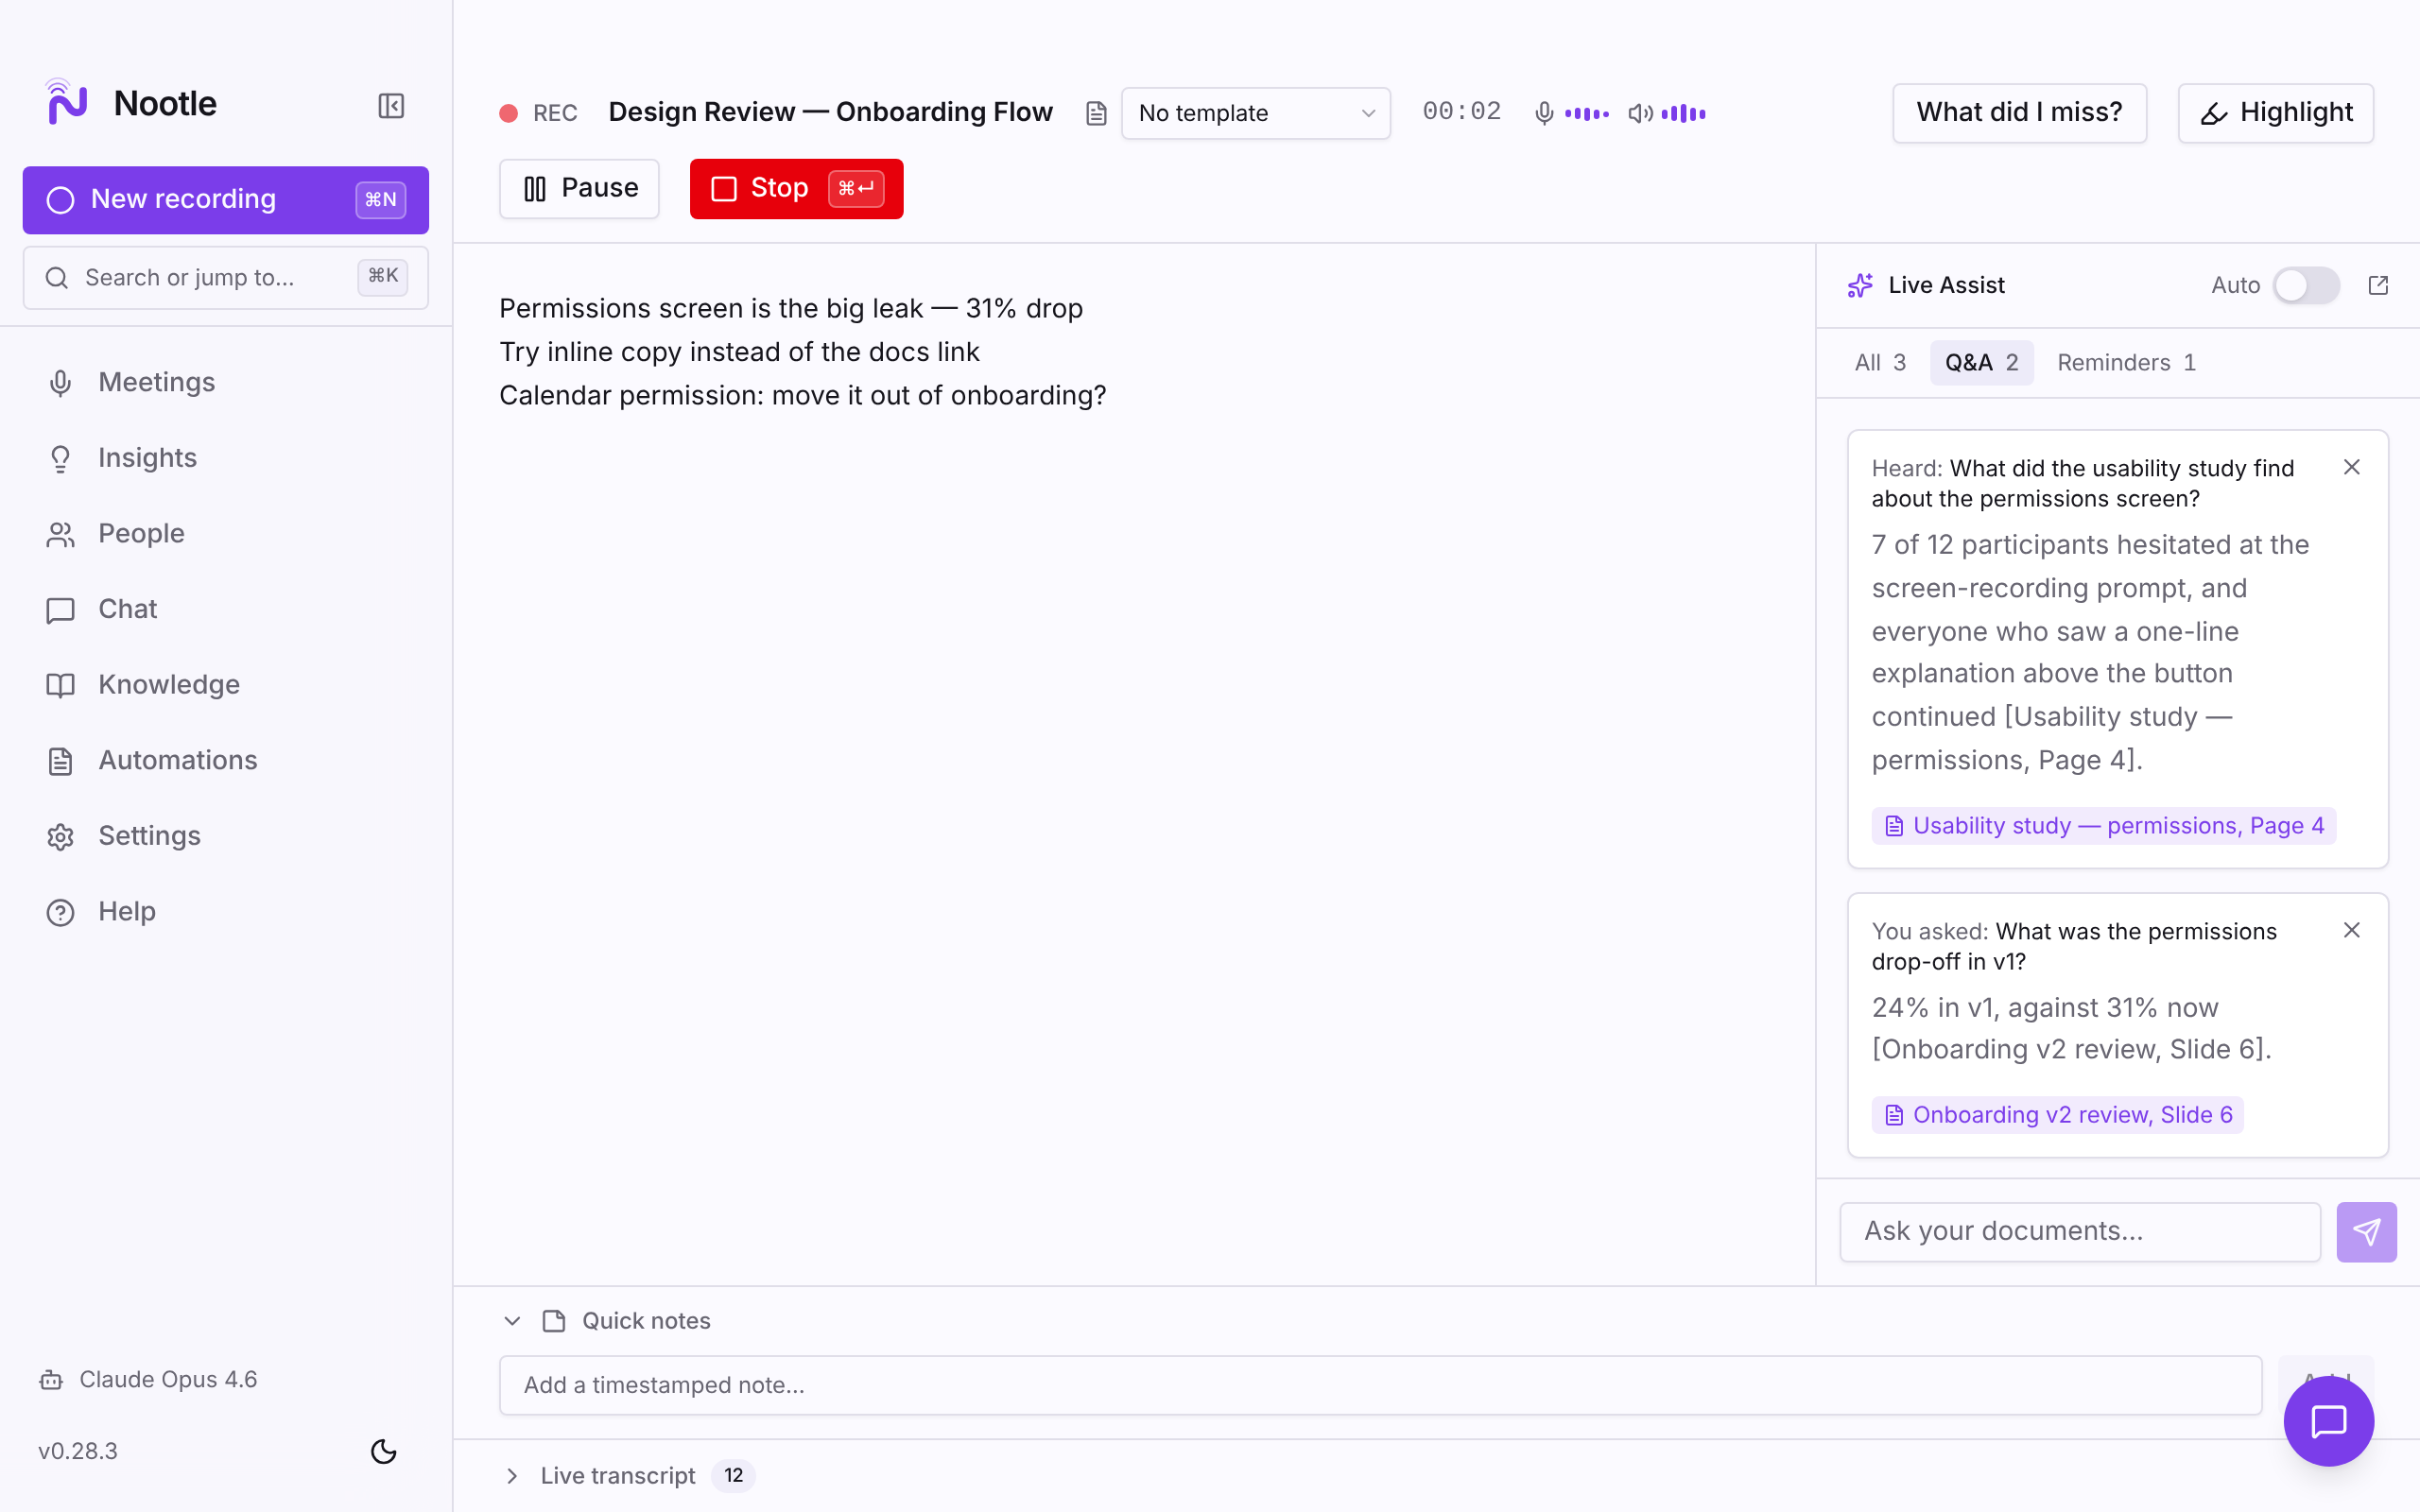 Nootle
New recording ⌘N
Search or jump to... ⌘K
Meetings
Insights
People
Chat
Knowledge
Automations
Settings
Help
Claude Opus 4.6
v0.28.3
REC Design Review — Onboarding Flow No template 00:02 What did I miss? Highlight
Pause Stop ⌘↵
Permissions screen is the big leak — 31% drop
Try inline copy instead of the docs link
Calendar permission: move it out of onboarding?
Live Assist Auto
All 3 Q&A 2 Reminders 1
Heard: What did the usability study find
about the permissions screen?
7 of 12 participants hesitated at the
screen-recording prompt, and
everyone who saw a one-line
explanation above the button
continued [Usability study —
permissions, Page 4].
Usability study — permissions, Page 4
You asked: What was the permissions
drop-off in v1?
24% in v1, against 31% now
[Onboarding v2 review, Slide 6].
Onboarding v2 review, Slide 6
Ask your documents...
Quick notes
Add a timestamped note...
Live transcript 12